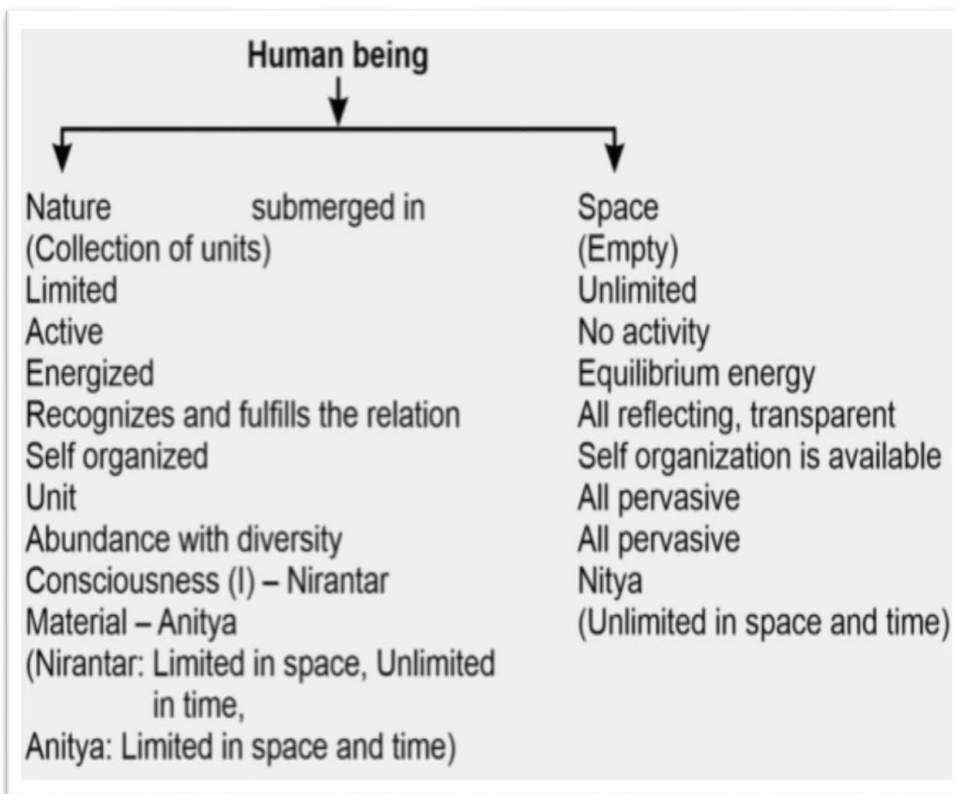 Human being
Nature submerged in Space
(Collection of units) (Empty)
Limited Unlimited
Active No activity
Energized Equilibrium energy
Recognizes and fulfills the relation All reflecting, transparent
Self organized Self organization is available
Unit All pervasive
Abundance with diversity All pervasive
Consciousness (I) – Nirantar Nitya
Material – Anitya (Unlimited in space and time)
(Nirantar: Limited in space, Unlimited
in time,
Anitya: Limited in space and time)